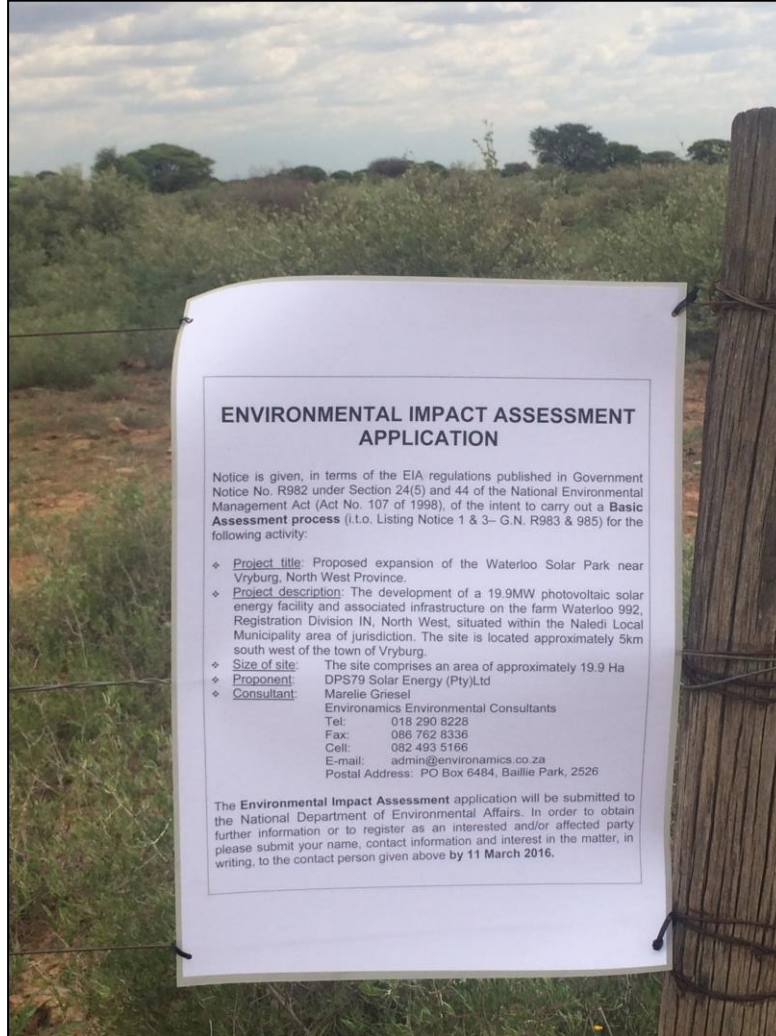 ENVIRONMENTAL IMPACT ASSESSMENT
APPLICATION
Notice is given, in terms of the EIA regulations published in Government
Notice No. R982 under Section 24(5) and 44 of the National Environmental
Management Act (Act No. 107 of 1998), of the intent to carry out a Basic
Assessment process (i.t.o. Listing Notice 1 & 3– G.N. R983 & 985) for the
following activity:
❖ Project title: Proposed expansion of the Waterloo Solar Park near
Vryburg, North West Province.
❖ Project description: The development of a 19.9MW photovoltaic solar
energy facility and associated infrastructure on the farm Waterloo 992,
Registration Division IN, North West, situated within the Naledi Local
Municipality area of jurisdiction. The site is located approximately 5km
south west of the town of Vryburg.
❖ Size of site: The site comprises an area of approximately 19.9 Ha
❖ Proponent: DPS79 Solar Energy (Pty)Ltd
❖ Consultant: Marelie Griesel
Environamics Environmental Consultants
Tel: 018 290 8228
Fax: 086 762 8336
Cell: 082 493 5166
E-mail: admin@environamics.co.za
Postal Address: PO Box 6484, Baillie Park, 2526
The Environmental Impact Assessment application will be submitted to
the National Department of Environmental Affairs. In order to obtain
further information or to register as an interested and/or affected party
please submit your name, contact information and interest in the matter, in
writing, to the contact person given above by 11 March 2016.